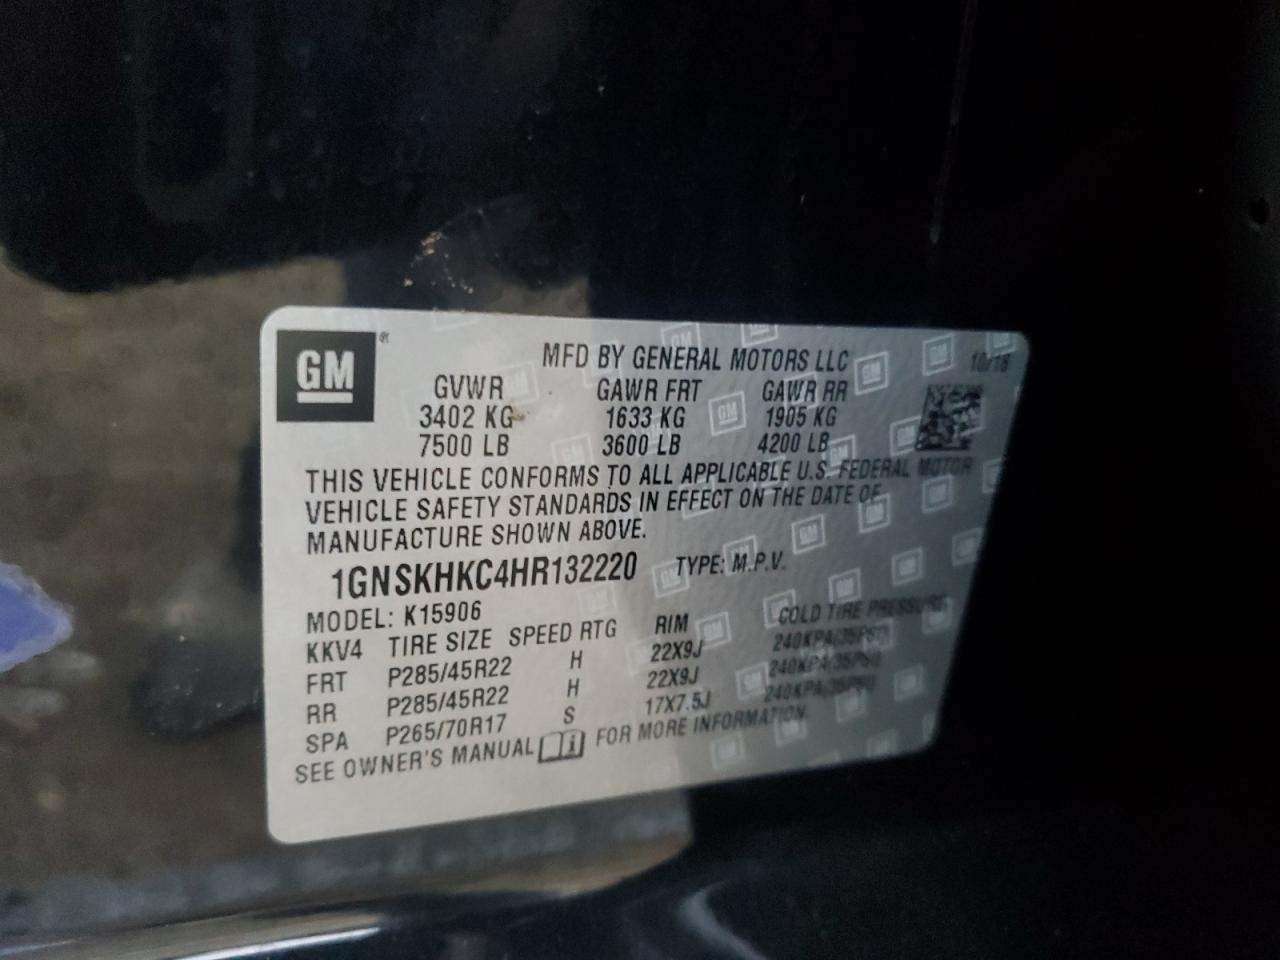 GM
MFD BY GENERAL MOTORS LLC
10/16
GVWR GAWR FRT GAWR RR
3402 KG 1633 KG 1905 KG
7500 LB 3600 LB 4200 LB
THIS VEHICLE CONFORMS TO ALL APPLICABLE U.S. FEDERAL MOTOR
VEHICLE SAFETY STANDARDS IN EFFECT ON THE DATE OF
MANUFACTURE SHOWN ABOVE.
1GNSKHKC4HR132220 TYPE: M.P.V.
MODEL: K15906
KKV4 TIRE SIZE SPEED RTG RIM COLD TIRE PRESSURE
FRT P285/45R22 H 22X9J 240KPA(35PSI)
RR P285/45R22 H 22X9J 240KPA(35PSI)
SPA P265/70R17 S 17X7.5J 240KPA(35PSI)
SEE OWNER'S MANUAL FOR MORE INFORMATION